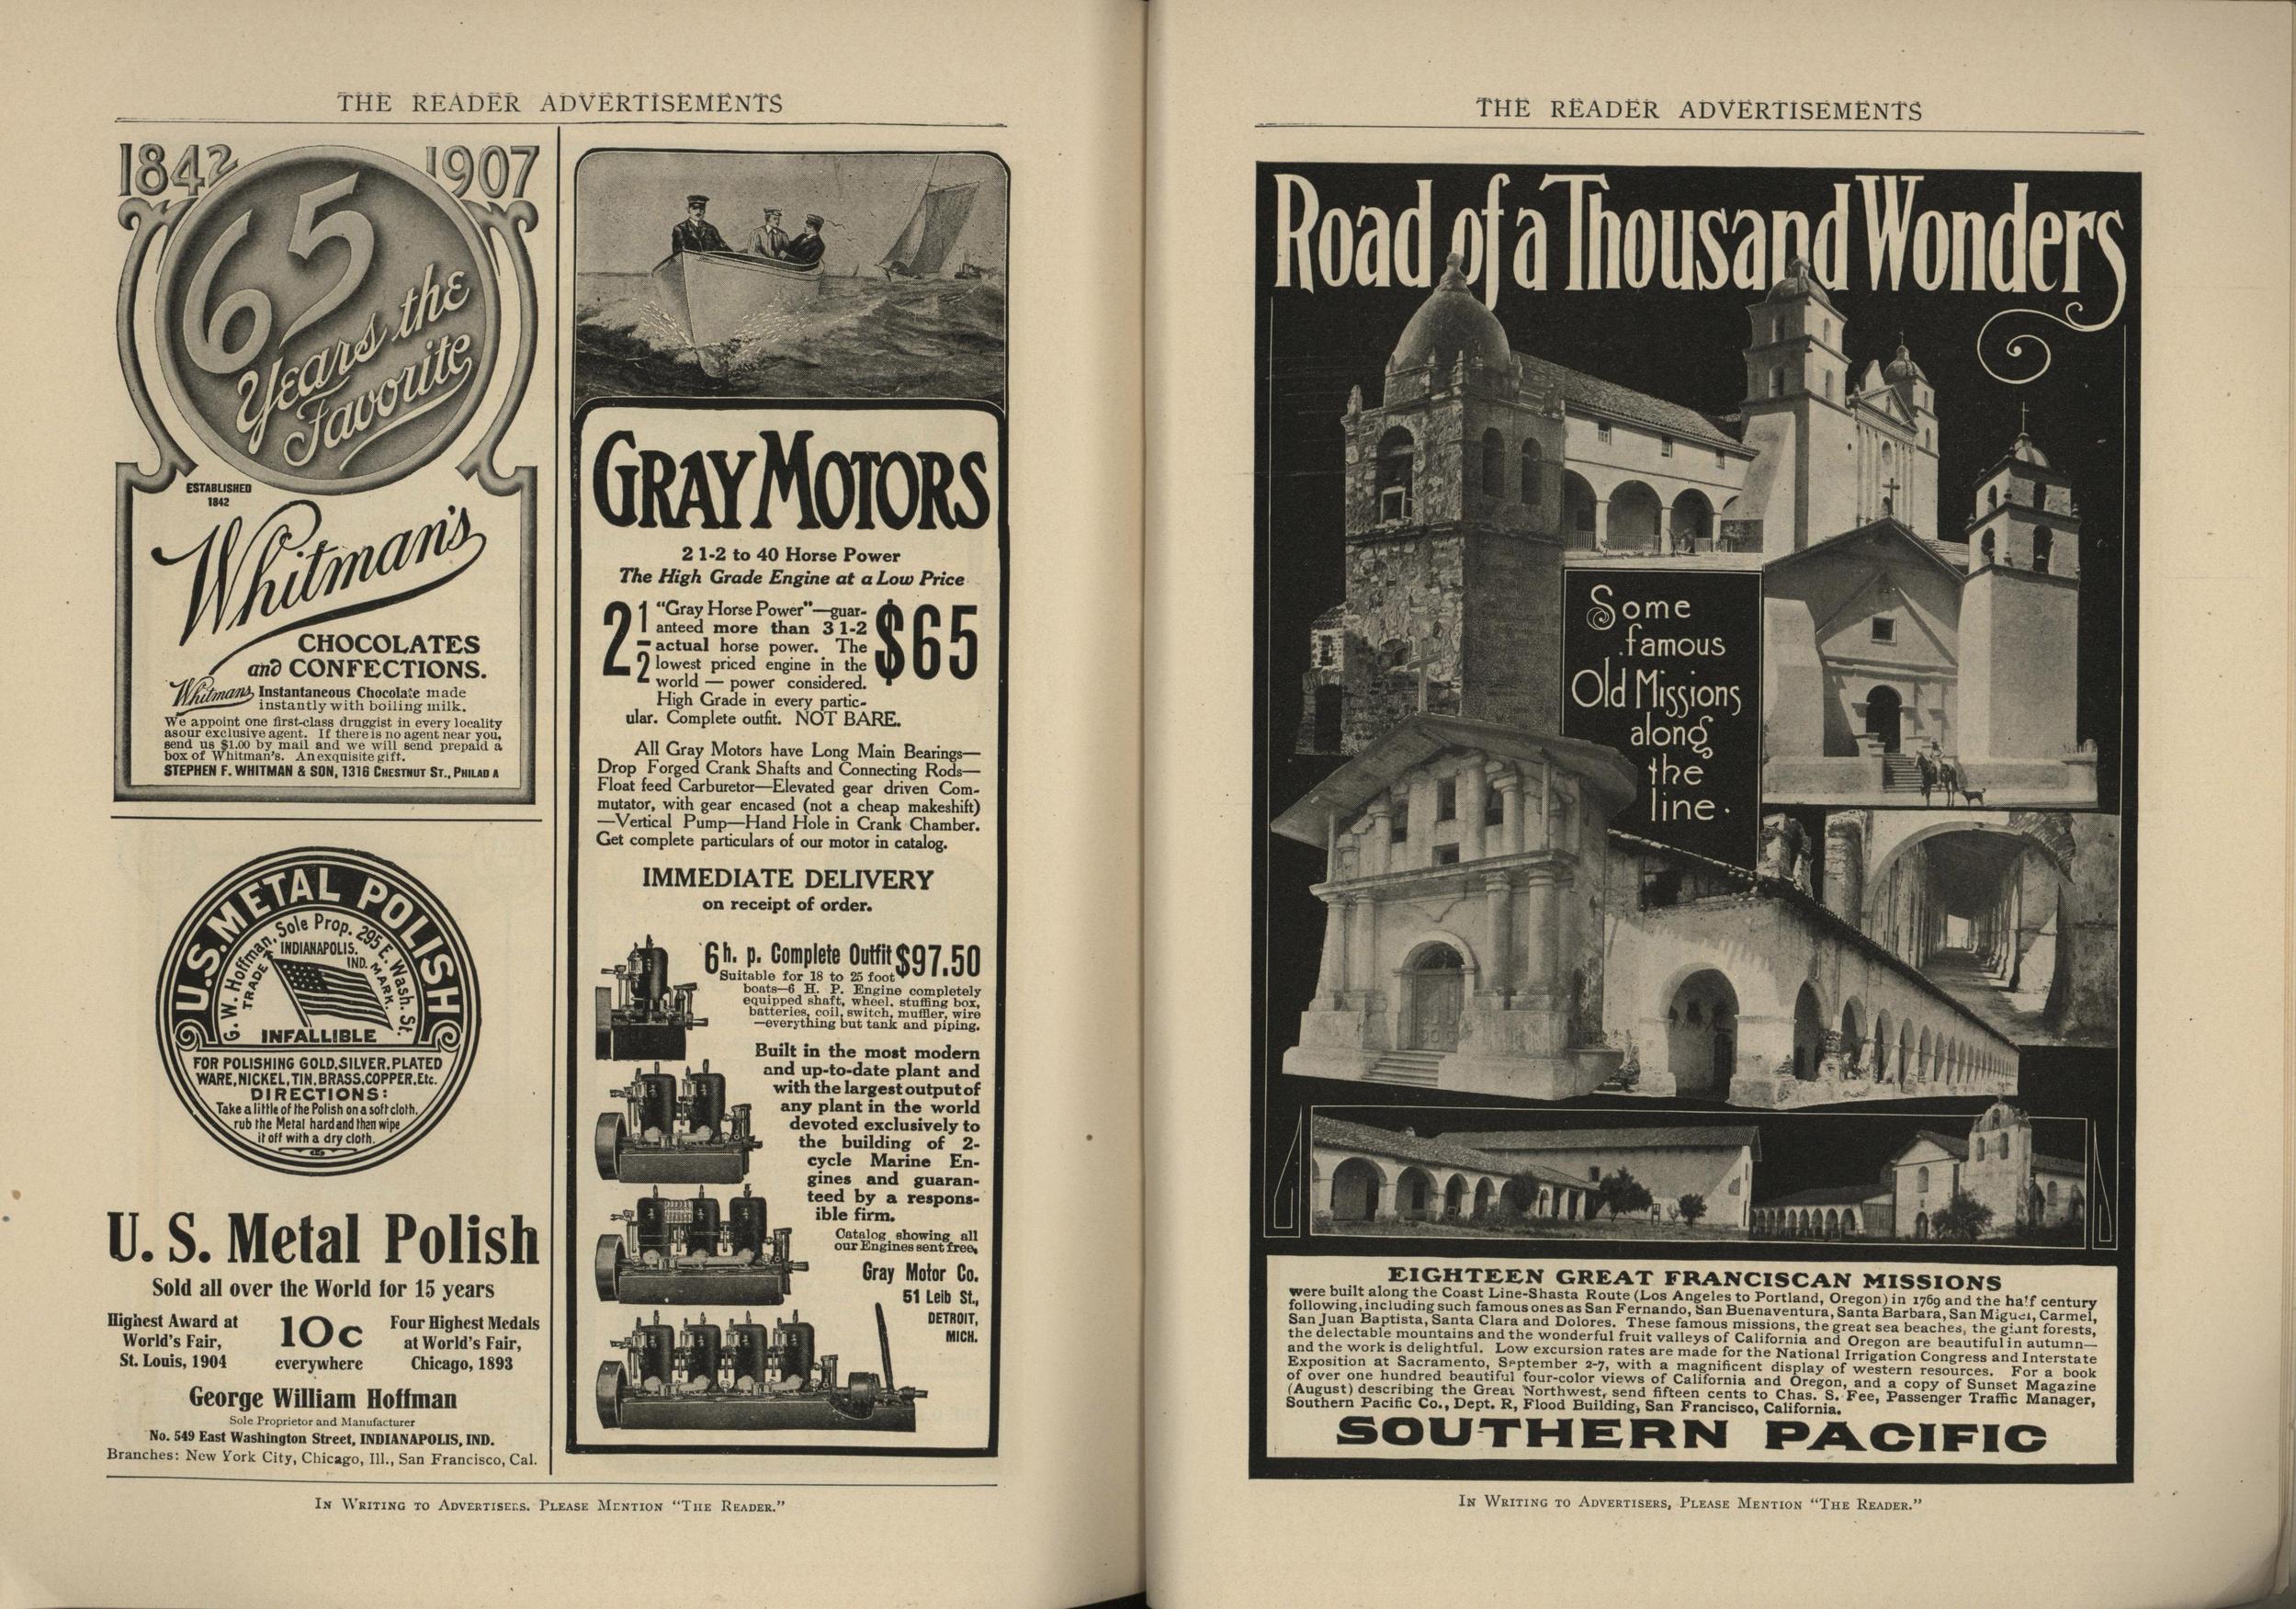 THE READER ADVERTISEMENTS
1842 1907
65
Years the
Favorite
ESTABLISHED
1842
Whitman's
CHOCOLATES
and CONFECTIONS.
Whitmans Instantaneous Chocolate made
instantly with boiling milk.
We appoint one first-class druggist in every locality
asour exclusive agent. If there is no agent near you,
send us $1.00 by mail and we will send prepaid a
box of Whitman's. An exquisite gift.
STEPHEN F. WHITMAN & SON, 1316 CHESTNUT ST., PHILAD A
U.S. METAL POLISH
G. W. Hoffman, Sole Prop. 295 E. Wash. St.
INDIANAPOLIS,
IND.
TRADE MARK.
INFALLIBLE
FOR POLISHING GOLD, SILVER, PLATED
WARE, NICKEL, TIN, BRASS, COPPER, Etc.
DIRECTIONS:
Take a little of the Polish on a soft cloth,
rub the Metal hard and then wipe
it off with a dry cloth.
U. S. Metal Polish
Sold all over the World for 15 years
Highest Award at
World's Fair,
St. Louis, 1904
10c
everywhere
Four Highest Medals
at World's Fair,
Chicago, 1893
George William Hoffman
Sole Proprietor and Manufacturer
No. 549 East Washington Street, INDIANAPOLIS, IND.
Branches: New York City, Chicago, Ill., San Francisco, Cal.
GRAY MOTORS
2 1-2 to 40 Horse Power
The High Grade Engine at a Low Price
2 1/2 "Gray Horse Power"—guar-
anteed more than 3 1-2
actual horse power. The
lowest priced engine in the
world — power considered.
$65
High Grade in every partic-
ular. Complete outfit. NOT BARE.
All Gray Motors have Long Main Bearings—
Drop Forged Crank Shafts and Connecting Rods—
Float feed Carburetor—Elevated gear driven Com-
mutator, with gear encased (not a cheap makeshift)
—Vertical Pump—Hand Hole in Crank Chamber.
Get complete particulars of our motor in catalog.
IMMEDIATE DELIVERY
on receipt of order.
6 h. p. Complete Outfit $97.50
Suitable for 18 to 25 foot
boats—6 H. P. Engine completely
equipped shaft, wheel, stuffing box,
batteries, coil, switch, muffler, wire
—everything but tank and piping.
Built in the most modern
and up-to-date plant and
with the largest output of
any plant in the world
devoted exclusively to
the building of 2-
cycle Marine En-
gines and guaran-
teed by a respons-
ible firm.
Catalog showing all
our Engines sent free,
Gray Motor Co.
51 Leib St.,
DETROIT,
MICH.
IN WRITING TO ADVERTISERS, PLEASE MENTION "THE READER."
THE READER ADVERTISEMENTS
Road of a Thousand Wonders
Some
famous
Old Missions
along
the
line.
EIGHTEEN GREAT FRANCISCAN MISSIONS
were built along the Coast Line-Shasta Route (Los Angeles to Portland, Oregon) in 1769 and the half century
following, including such famous ones as San Fernando, San Buenaventura, Santa Barbara, San Miguel, Carmel,
San Juan Baptista, Santa Clara and Dolores. These famous missions, the great sea beaches, the giant forests,
the delectable mountains and the wonderful fruit valleys of California and Oregon are beautiful in autumn—
and the work is delightful. Low excursion rates are made for the National Irrigation Congress and Interstate
Exposition at Sacramento, September 2-7, with a magnificent display of western resources. For a book
of over one hundred beautiful four-color views of California and Oregon, and a copy of Sunset Magazine
(August) describing the Great Northwest, send fifteen cents to Chas. S. Fee, Passenger Traffic Manager,
Southern Pacific Co., Dept. R, Flood Building, San Francisco, California.
SOUTHERN PACIFIC
IN WRITING TO ADVERTISERS, PLEASE MENTION "THE READER."